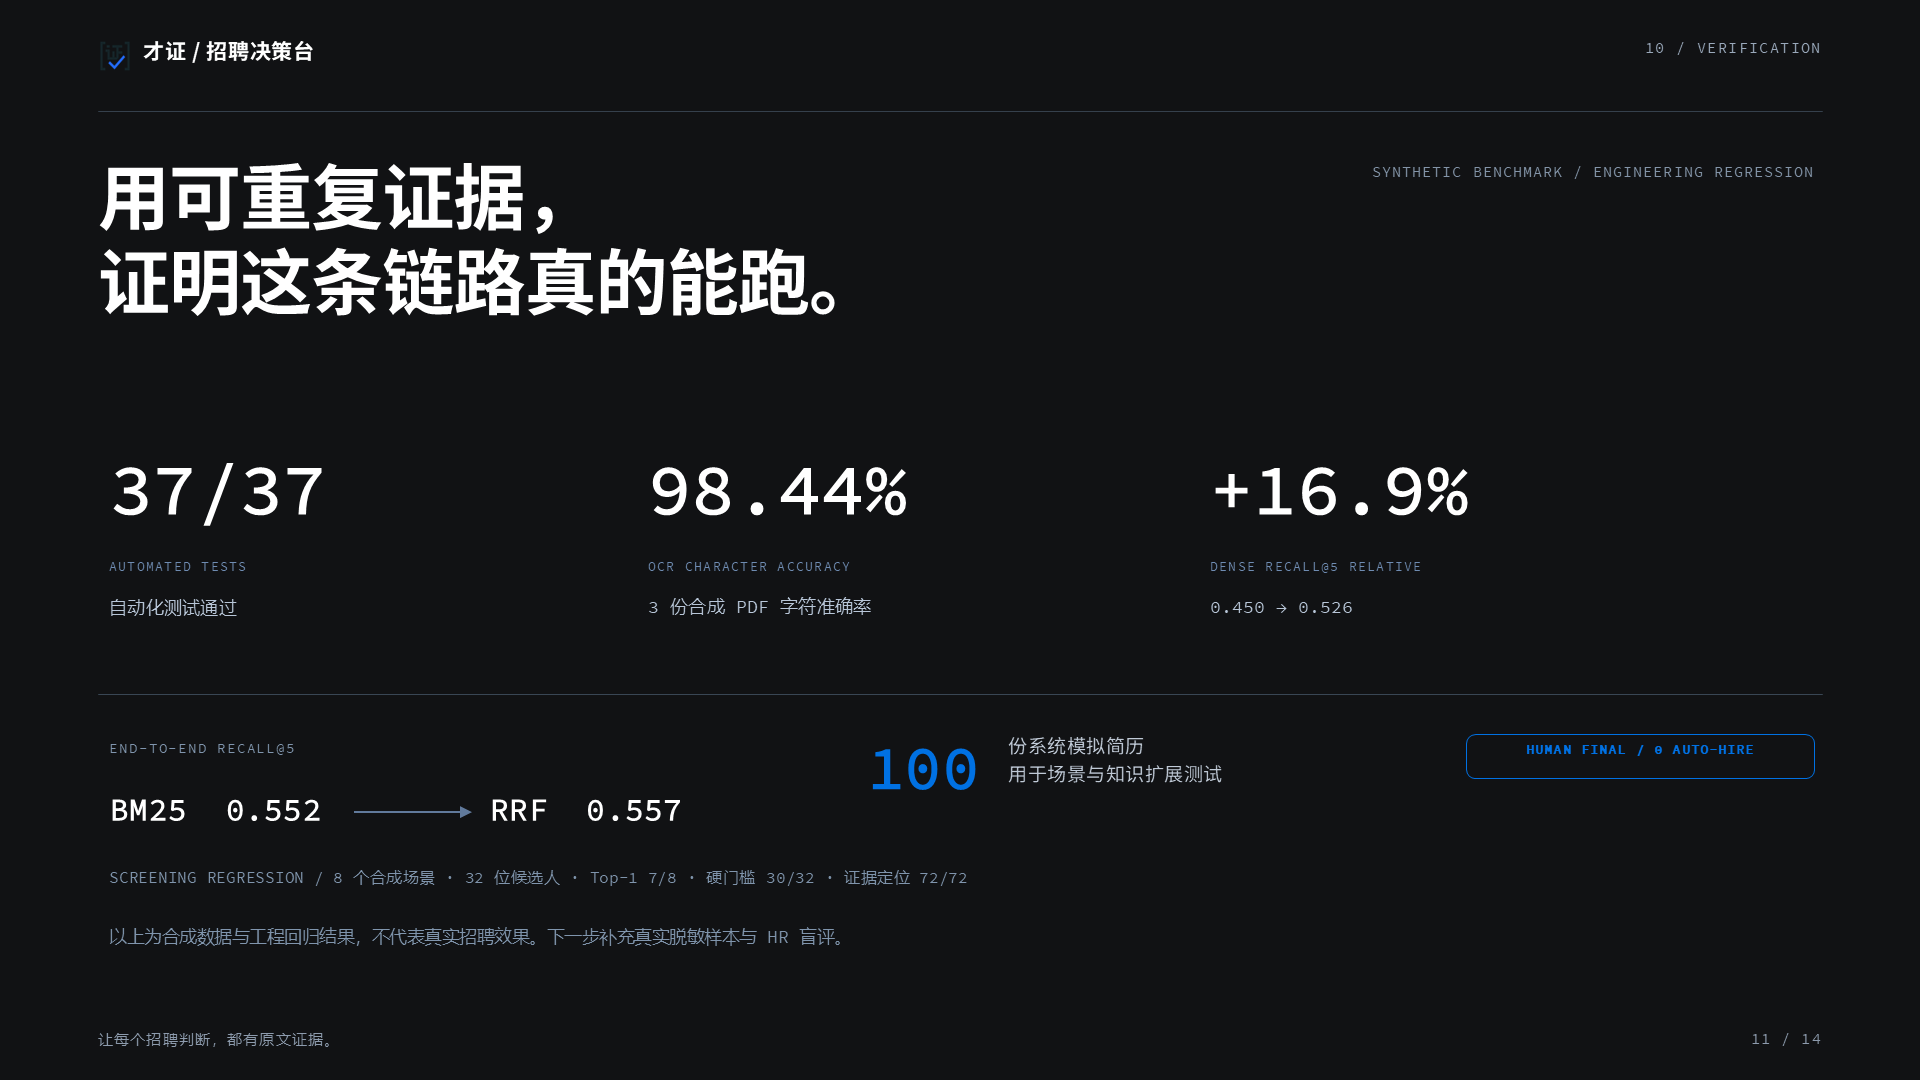 证
才证 / 招聘决策台
10 / VERIFICATION
用可重复证据，
证明这条链路真的能跑。
SYNTHETIC BENCHMARK / ENGINEERING REGRESSION
37/37
AUTOMATED TESTS
自动化测试通过
98.44%
OCR CHARACTER ACCURACY
3 份合成 PDF 字符准确率
+16.9%
DENSE RECALL@5 RELATIVE
0.450 → 0.526
END-TO-END RECALL@5
BM25 0.552 → RRF 0.557
100
份系统模拟简历
用于场景与知识扩展测试
HUMAN FINAL / 0 AUTO-HIRE
SCREENING REGRESSION / 8 个合成场景 · 32 位候选人 · Top-1 7/8 · 硬门槛 30/32 · 证据定位 72/72
以上为合成数据与工程回归结果，不代表真实招聘效果。下一步补充真实脱敏样本与 HR 盲评。
让每个招聘判断，都有原文证据。
11 / 14